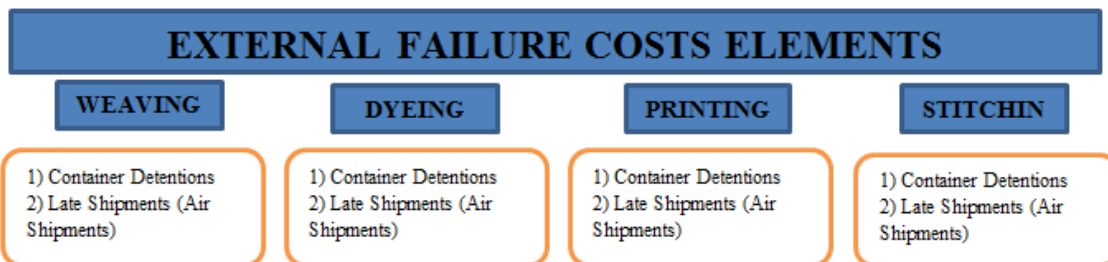 EXTERNAL FAILURE COSTS ELEMENTS
WEAVING
DYEING
PRINTING
STITCHIN
1) Container Detentions
2) Late Shipments (Air
Shipments)
1) Container Detentions
2) Late Shipments (Air
Shipments)
1) Container Detentions
2) Late Shipments (Air
Shipments)
1) Container Detentions
2) Late Shipments (Air
Shipments)